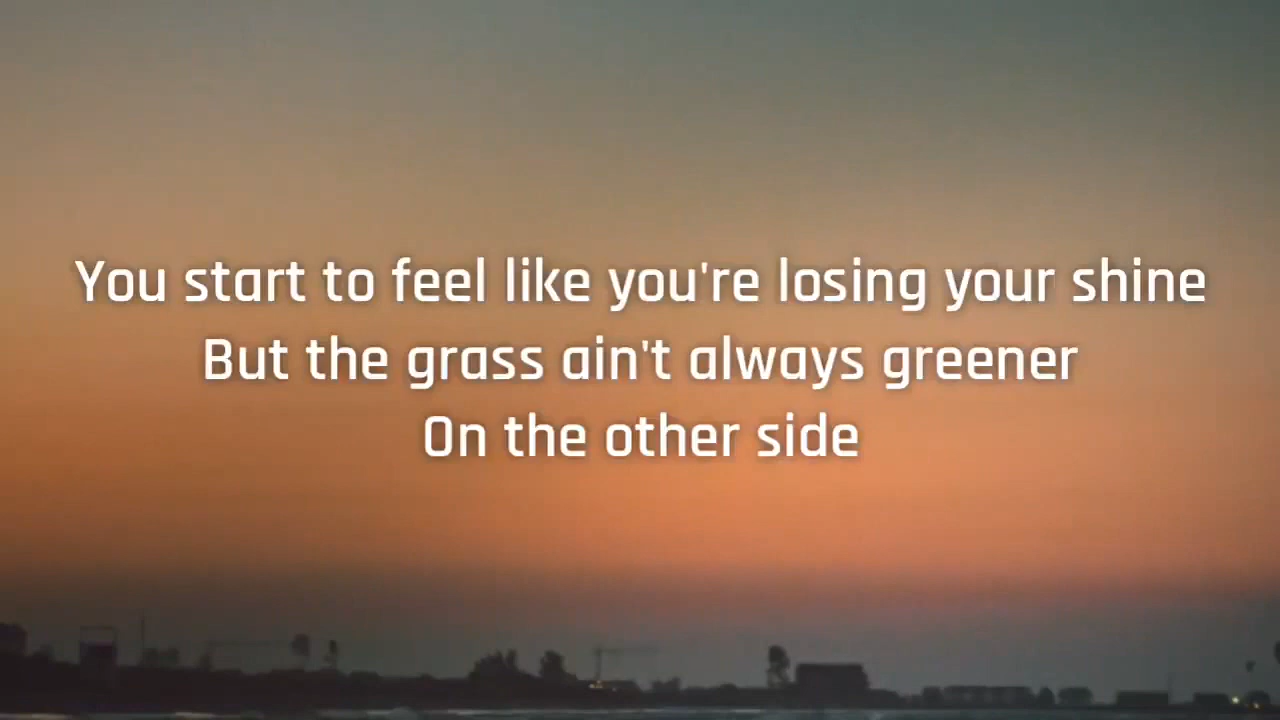 You start to feel like you're losing your shine
But the grass ain't always greener
On the other side